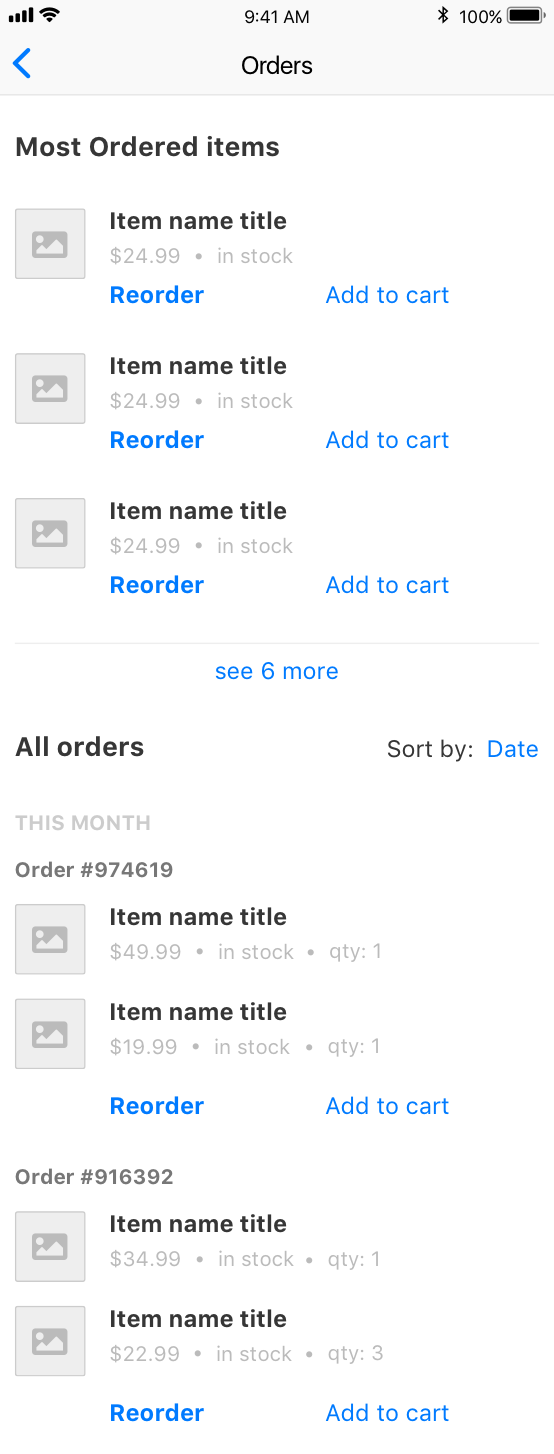 9:41 AM 100%
Orders
Most Ordered items
Item name title
$24.99 • in stock
Reorder Add to cart
Item name title
$24.99 • in stock
Reorder Add to cart
Item name title
$24.99 • in stock
Reorder Add to cart
see 6 more
All orders Sort by: Date
THIS MONTH
Order #974619
Item name title
$49.99 • in stock • qty: 1
Item name title
$19.99 • in stock • qty: 1
Reorder Add to cart
Order #916392
Item name title
$34.99 • in stock • qty: 1
Item name title
$22.99 • in stock • qty: 3
Reorder Add to cart